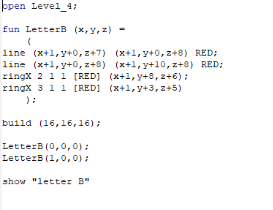 open Level_4;
fun LetterB (x,y,z) =
(
line (x+1,y+0,z+7) (x+1,y+0,z+8) RED;
line (x+1,y+0,z+8) (x+1,y+10,z+8) RED;
ringX 2 1 1 [RED] (x+1,y+8,z+6);
ringX 3 1 1 [RED] (x+1,y+3,z+5)
);
build (16,16,16);
LetterB(0,0,0);
LetterB(1,0,0);
show "letter B"